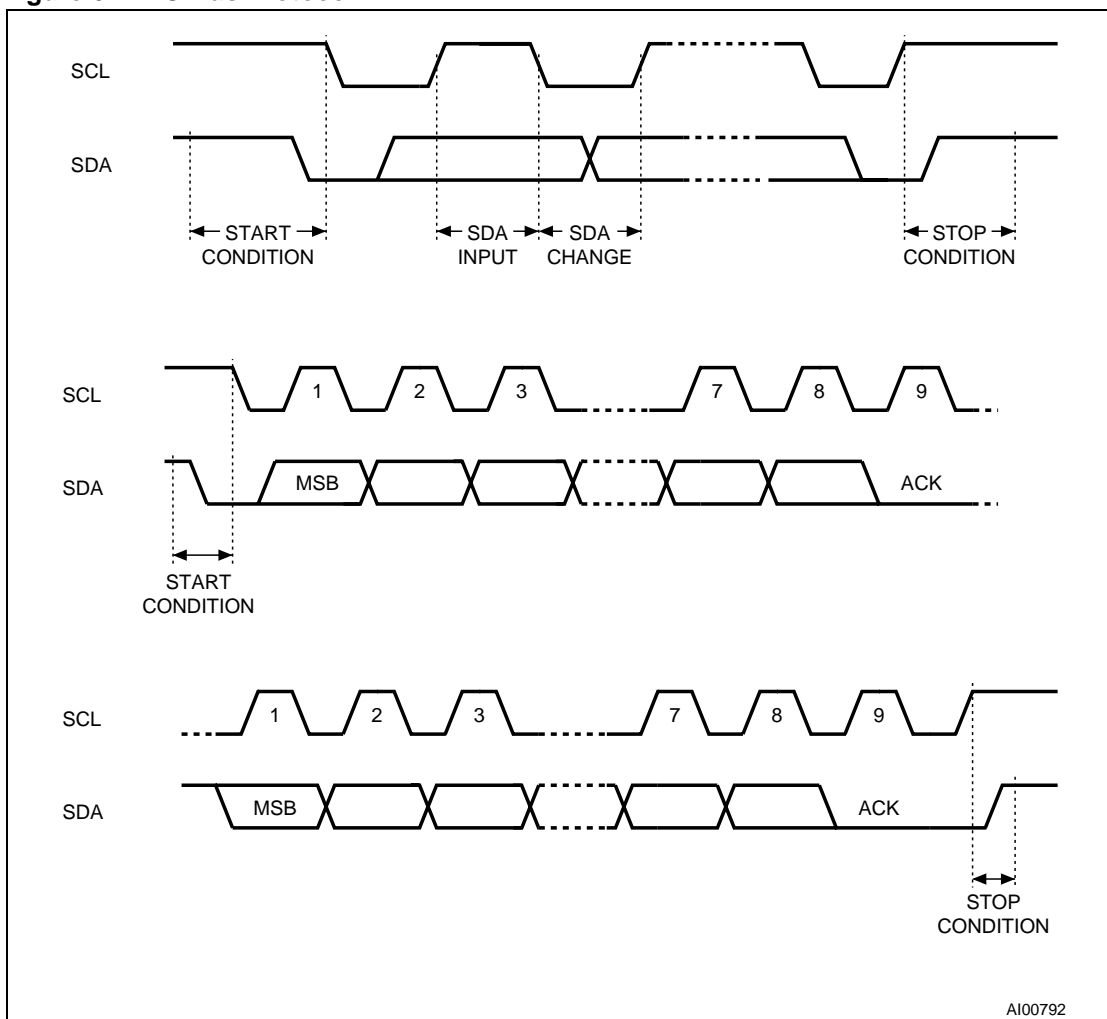 SCL
SDA
START
CONDITION
SDA
INPUT
SDA
CHANGE
STOP
CONDITION
SCL
1 2 3 7 8 9
SDA
MSB ACK
START
CONDITION
SCL
1 2 3 7 8 9
SDA
MSB ACK
STOP
CONDITION
AI00792